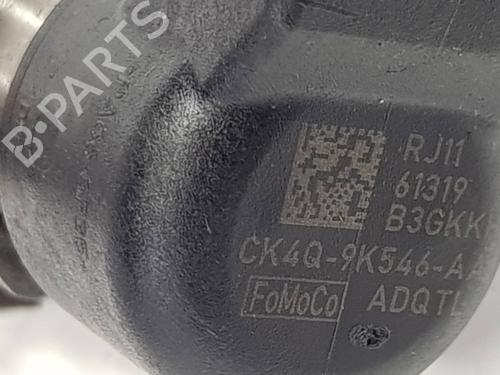 B-PARTS
RJ11
61319
B3GKK
CK4Q-9K546-AA
FoMoCo
ADQTL